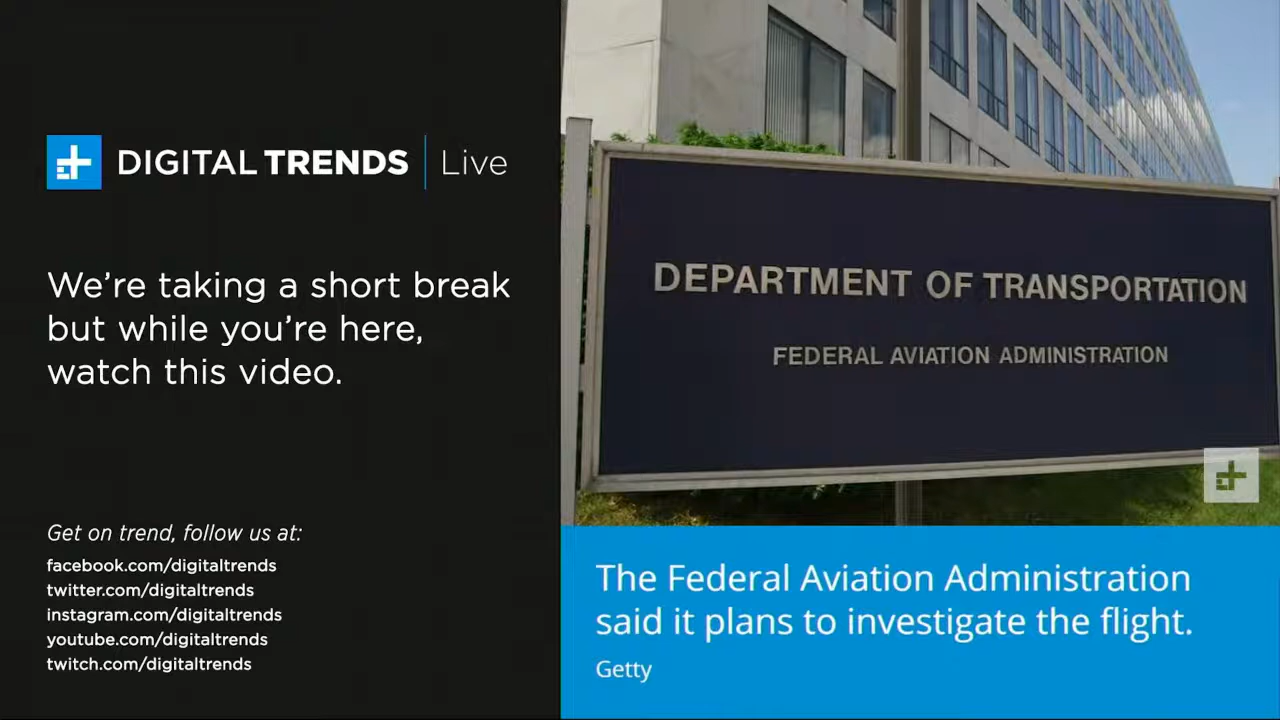 DIGITAL TRENDS Live
We're taking a short break
but while you're here,
watch this video.
Get on trend, follow us at:
facebook.com/digitaltrends
twitter.com/digitaltrends
instagram.com/digitaltrends
youtube.com/digitaltrends
twitch.com/digitaltrends
DEPARTMENT OF TRANSPORTATION
FEDERAL AVIATION ADMINISTRATION
The Federal Aviation Administration
said it plans to investigate the flight.
Getty